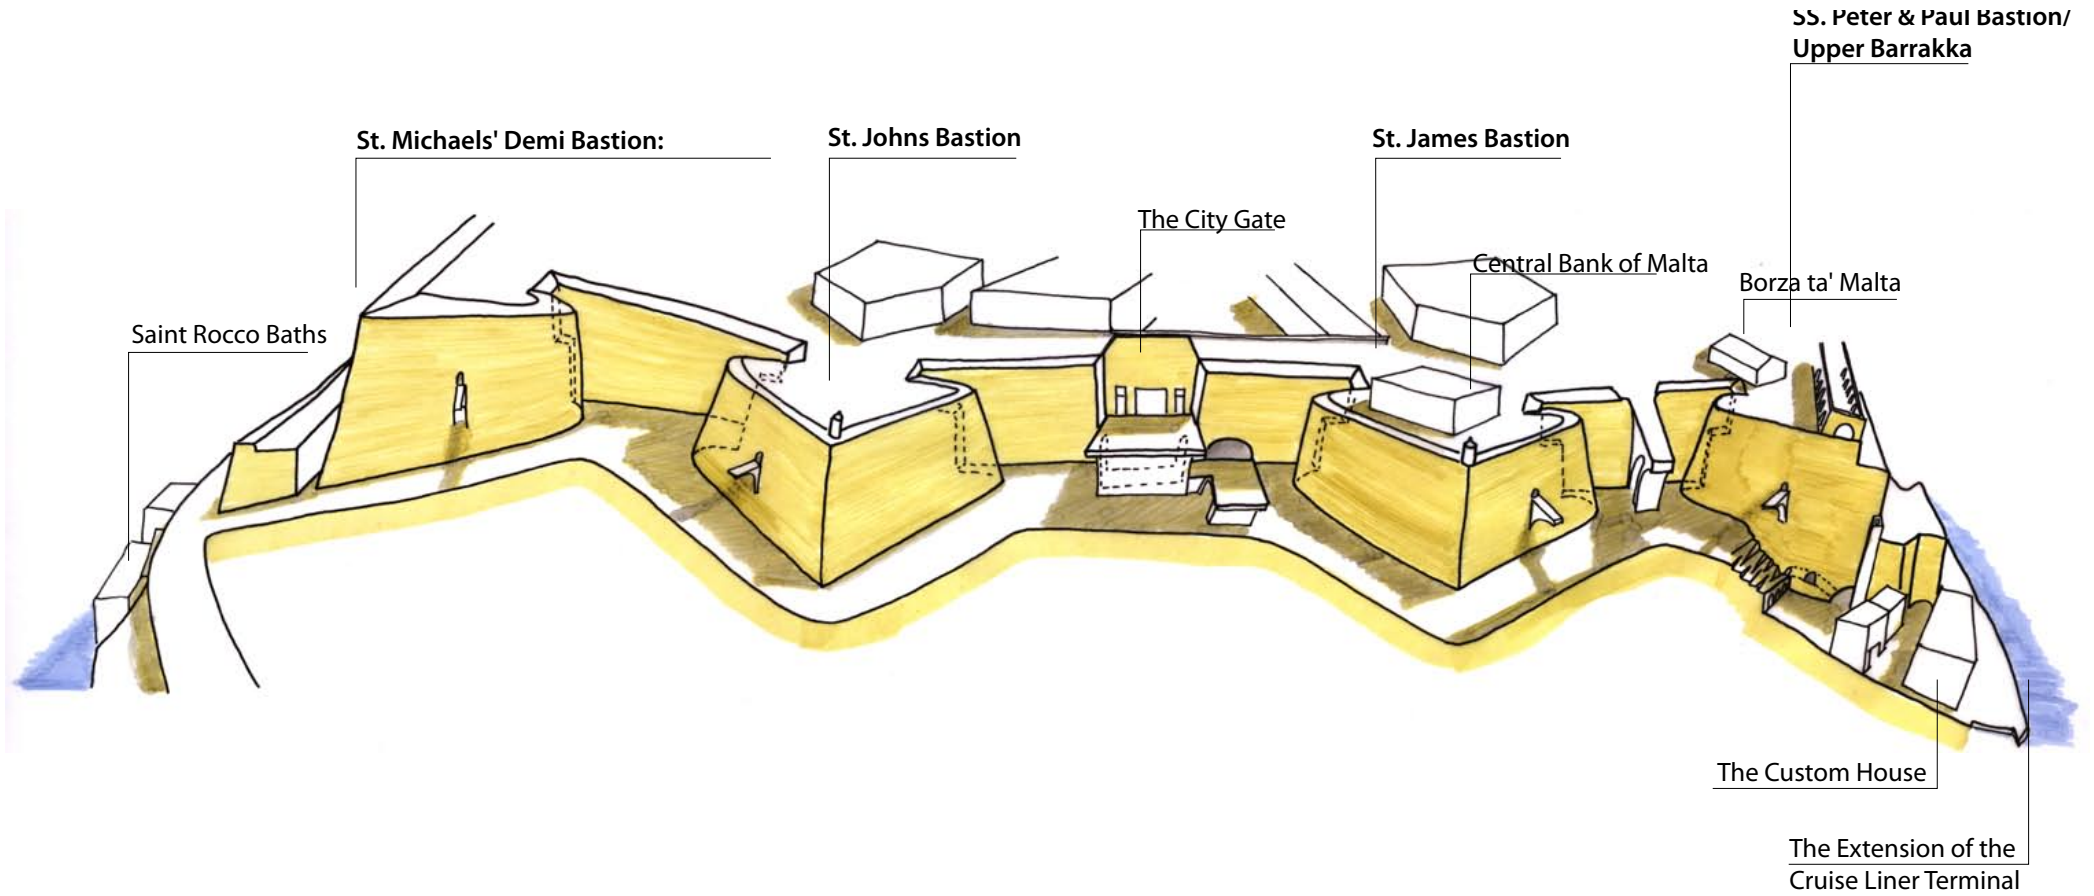 SS. Peter & Paul Bastion/
Upper Barrakka
St. Michaels' Demi Bastion:
St. Johns Bastion
St. James Bastion
The City Gate
Central Bank of Malta
Borza ta' Malta
Saint Rocco Baths
The Custom House
The Extension of the
Cruise Liner Terminal